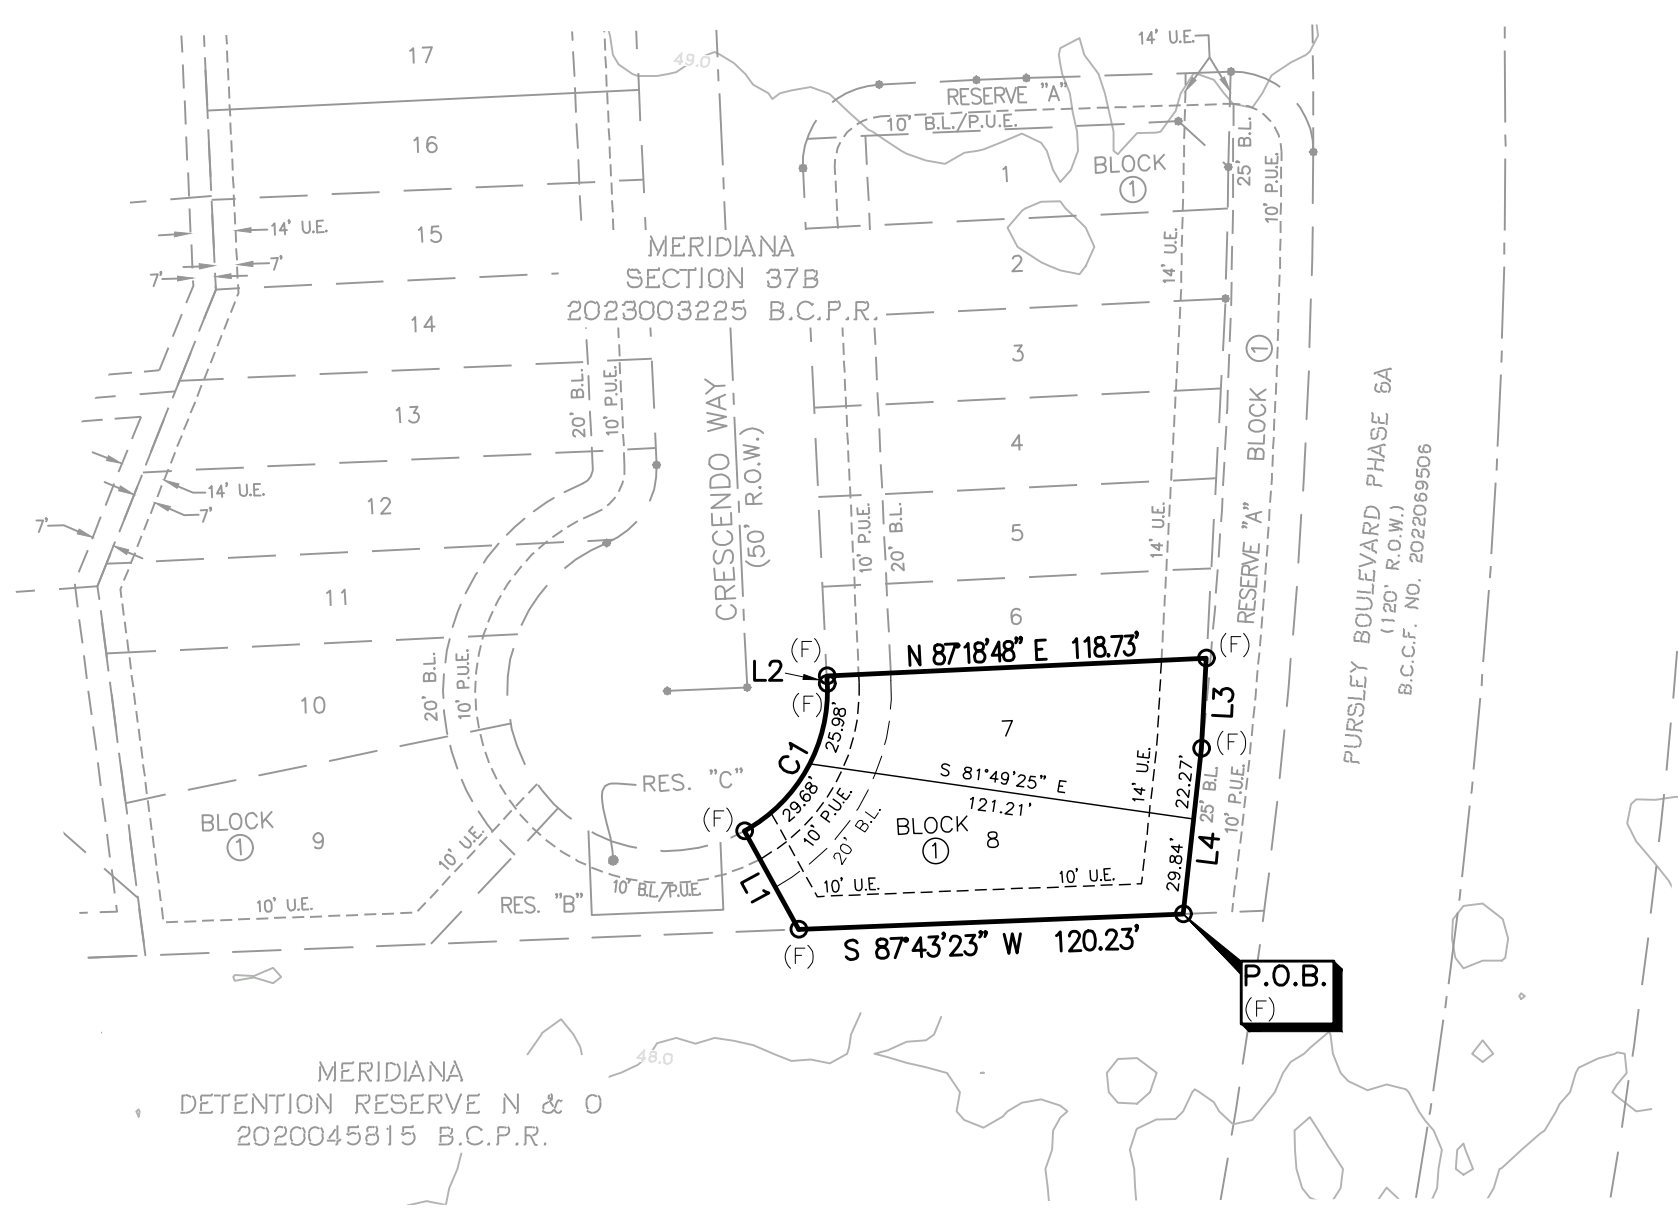 14' U.E.
17
49.0
RESERVE "A"
10' B.L./P.U.E.
16
1
BLOCK
1
25' B.L.
10' P.U.E.
14' U.E.
15
7'
7'
MERIDIANA
SECTION 37B
2023003225 B.C.P.R.
2
14' U.E.
14
3
BLOCK 1
20' B.L.
10' P.U.E.
13
CRESCENDO WAY
(50' R.O.W.)
4
PURSLEY BOULEVARD PHASE 6A
(120' R.O.W.)
B.C.C.F. NO. 2022069506
14' U.E.
7'
7'
12
10' P.U.E.
20' B.L.
5
14' U.E.
RESERVE "A"
11
6
(F)
L2
N 87°18'48" E 118.73'
(F)
20' B.L.
10' P.U.E.
10
(F)
25.98'
7
L3
(F)
C1
S 81°49'25" E
121.21'
14' U.E.
22.27'
25' B.L.
10' P.U.E.
RES. "C"
29.68'
10' P.U.E.
20' B.L.
(F)
BLOCK
1
9
10' U.E.
BLOCK
1
8
L4
29.84'
L1
10' U.E.
10' U.E.
10' U.E.
RES. "B"
10' B.L/P.U.E.
(F)
S 87°43'23" W 120.23'
P.O.B.
(F)
48.0
MERIDIANA
DETENTION RESERVE N & O
2020045815 B.C.P.R.